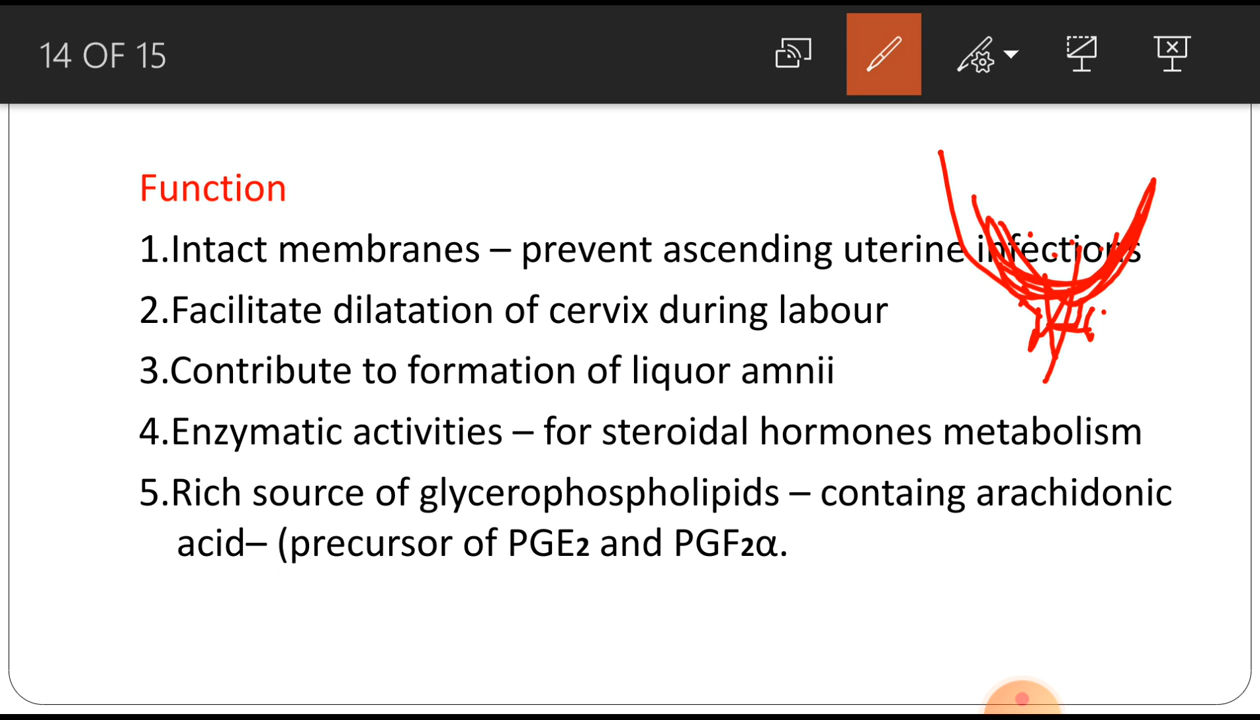 14 OF 15
Function
1.Intact membranes – prevent ascending uterine infections
2.Facilitate dilatation of cervix during labour
3.Contribute to formation of liquor amnii
4.Enzymatic activities – for steroidal hormones metabolism
5.Rich source of glycerophospholipids – containg arachidonic
acid– (precursor of PGE2 and PGF2α.